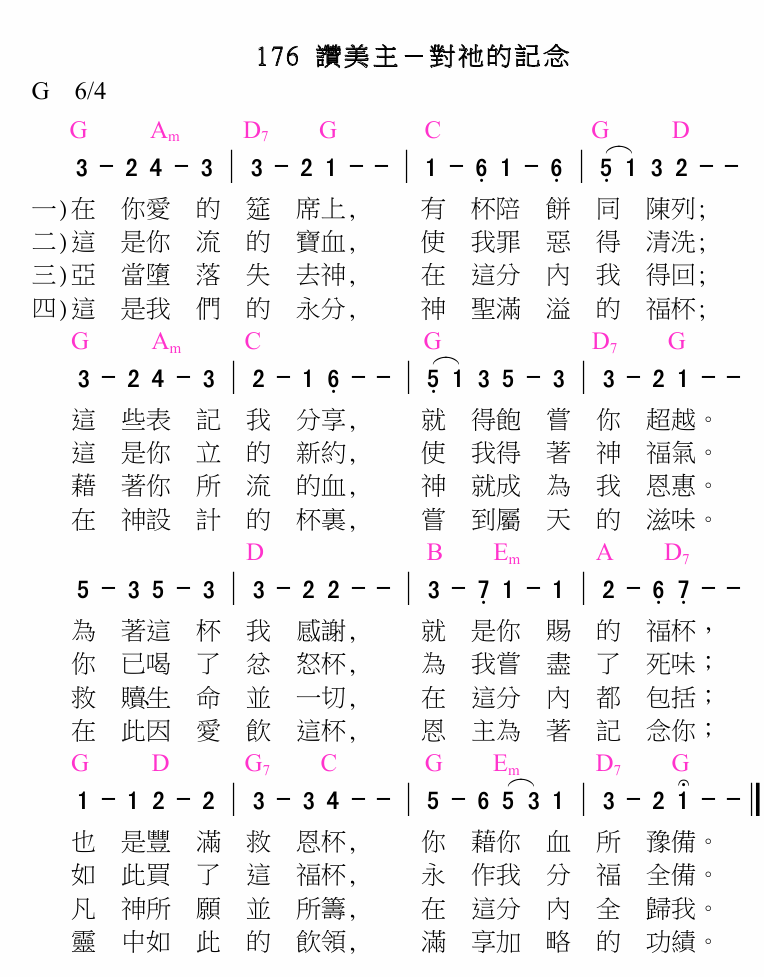 176 讚美主－對祂的記念
G 6/4
G Am D7 G C G D
3 - 2 4 - 3 | 3 - 2 1 - - | 1 - 6̣ 1 - 6̣ | 5̣ 1 3 2 - -
一)在 你愛 的 筵 席上, 有 杯陪 餅 同 陳列;
二)這 是你 流 的 寶血, 使 我罪 惡 得 清洗;
三)亞 當墮 落 失 去神, 在 這分 內 我 得回;
四)這 是我 們 的 永分, 神 聖滿 溢 的 福杯;
G Am C G D7 G
3 - 2 4 - 3 | 2 - 1 6̣ - - | 5̣ 1 3 5 - 3 | 3 - 2 1 - -
這 些表 記 我 分享, 就 得飽 嘗 你 超越。
這 是你 立 的 新約, 使 我得 著 神 福氣。
藉 著你 所 流 的血, 神 就成 為 我 恩惠。
在 神設 計 的 杯裏, 嘗 到屬 天 的 滋味。
D B Em A D7
5 - 3 5 - 3 | 3 - 2 2 - - | 3 - 7̣ 1 - 1 | 2 - 6̣ 7̣ - -
為 著這 杯 我 感謝, 就 是你 賜 的 福杯，
你 已喝 了 忿 怒杯, 為 我嘗 盡 了 死味；
救 贖生 命 並 一切, 在 這分 內 都 包括；
在 此因 愛 飲 這杯, 恩 主為 著 記 念你；
G D G7 C G Em D7 G
1 - 1 2 - 2 | 3 - 3 4 - - | 5 - 6 5 3 1 | 3 - 2 1 - - ||
也 是豐 滿 救 恩杯, 你 藉你 血 所 豫備。
如 此買 了 這 福杯, 永 作我 分 福 全備。
凡 神所 願 並 所籌, 在 這分 內 全 歸我。
靈 中如 此 的 飲領, 滿 享加 略 的 功績。